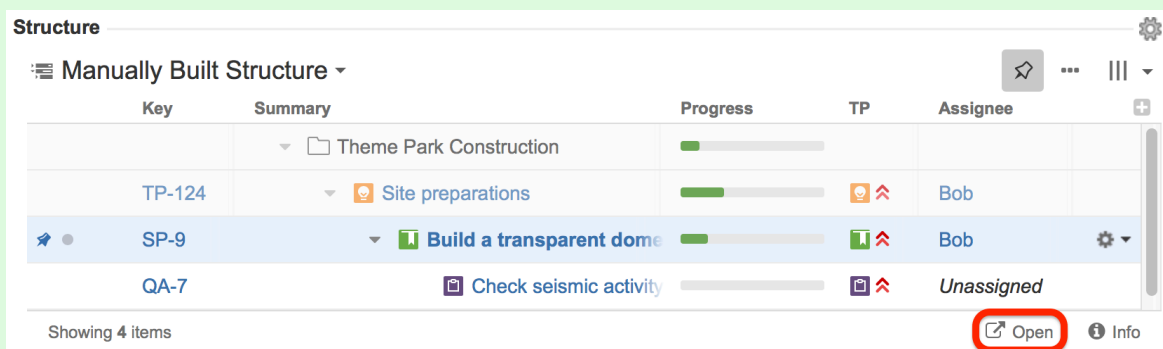 Structure
Manually Built Structure
Key Summary Progress TP Assignee
Theme Park Construction
TP-124 Site preparations Bob
SP-9 Build a transparent dome Bob
QA-7 Check seismic activity Unassigned
Showing 4 items Open Info